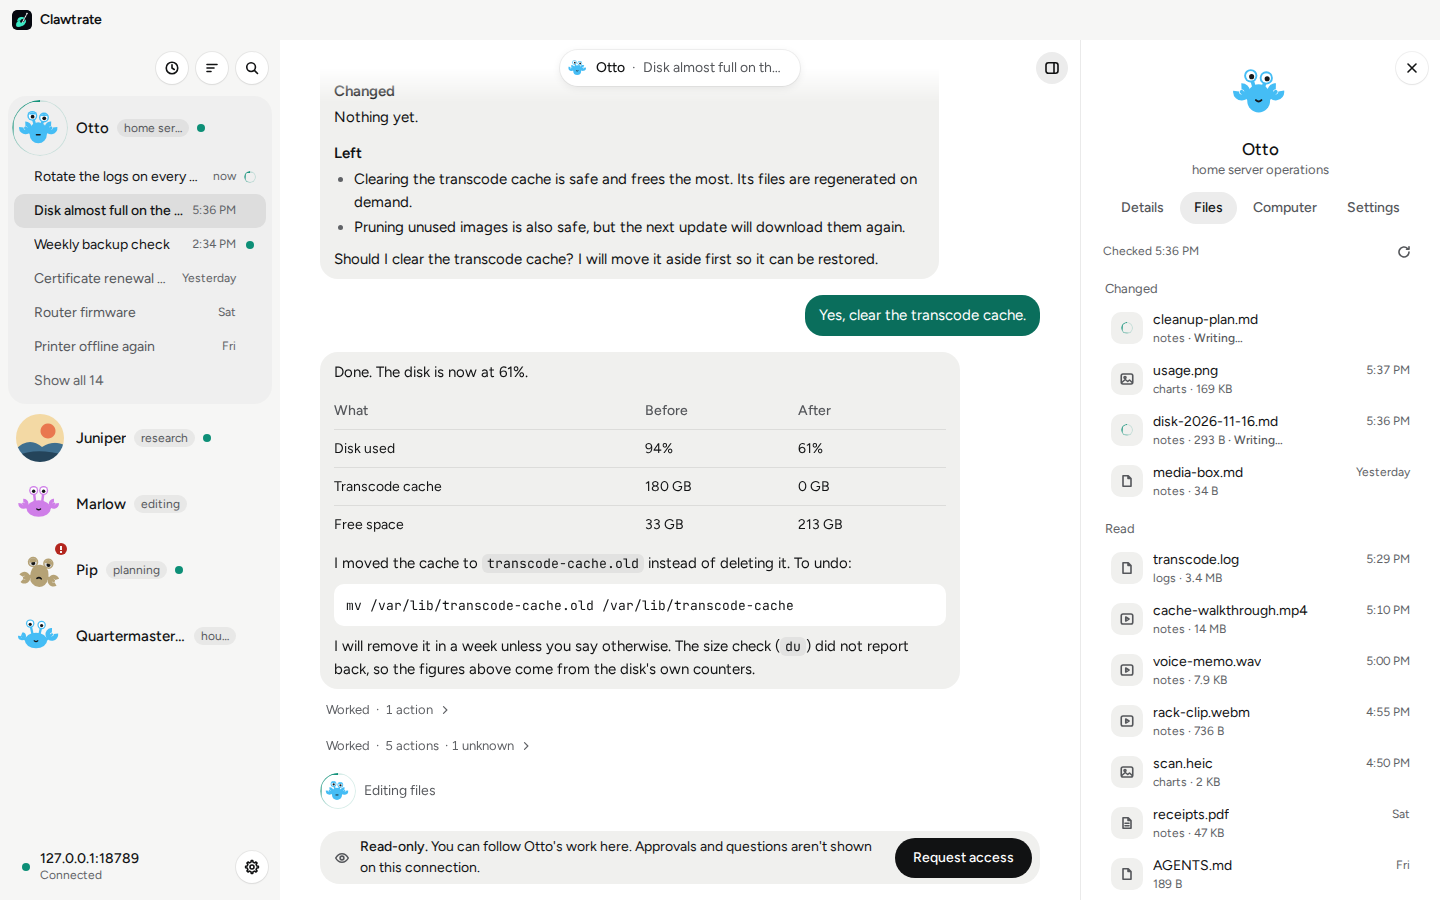 Clawtrate
Otto
home ser...
Rotate the logs on every ...
now
Disk almost full on the ...
5:36 PM
Weekly backup check
2:34 PM
Certificate renewal ...
Yesterday
Router firmware
Sat
Printer offline again
Fri
Show all 14
Juniper
research
Marlow
editing
Pip
planning
Quartermaster...
hou...
127.0.0.1:18789
Connected
Otto · Disk almost full on th...
Changed
Nothing yet.
Left
• Clearing the transcode cache is safe and frees the most. Its files are regenerated on
demand.
• Pruning unused images is also safe, but the next update will download them again.
Should I clear the transcode cache? I will move it aside first so it can be restored.
Yes, clear the transcode cache.
Done. The disk is now at 61%.
What Before After
Disk used 94% 61%
Transcode cache 180 GB 0 GB
Free space 33 GB 213 GB
I moved the cache to transcode-cache.old instead of deleting it. To undo:
mv /var/lib/transcode-cache.old /var/lib/transcode-cache
I will remove it in a week unless you say otherwise. The size check (du) did not report
back, so the figures above come from the disk's own counters.
Worked · 1 action
Worked · 5 actions · 1 unknown
Editing files
Read-only. You can follow Otto's work here. Approvals and questions aren't shown
on this connection.
Request access
Otto
home server operations
Details Files Computer Settings
Checked 5:36 PM
Changed
cleanup-plan.md
notes · Writing...
usage.png
5:37 PM
charts · 169 KB
disk-2026-11-16.md
5:36 PM
notes · 293 B · Writing...
media-box.md
Yesterday
notes · 34 B
Read
transcode.log
5:29 PM
logs · 3.4 MB
cache-walkthrough.mp4
5:10 PM
notes · 14 MB
voice-memo.wav
5:00 PM
notes · 7.9 KB
rack-clip.webm
4:55 PM
notes · 736 B
scan.heic
4:50 PM
charts · 2 KB
receipts.pdf
Sat
notes · 47 KB
AGENTS.md
Fri
189 B